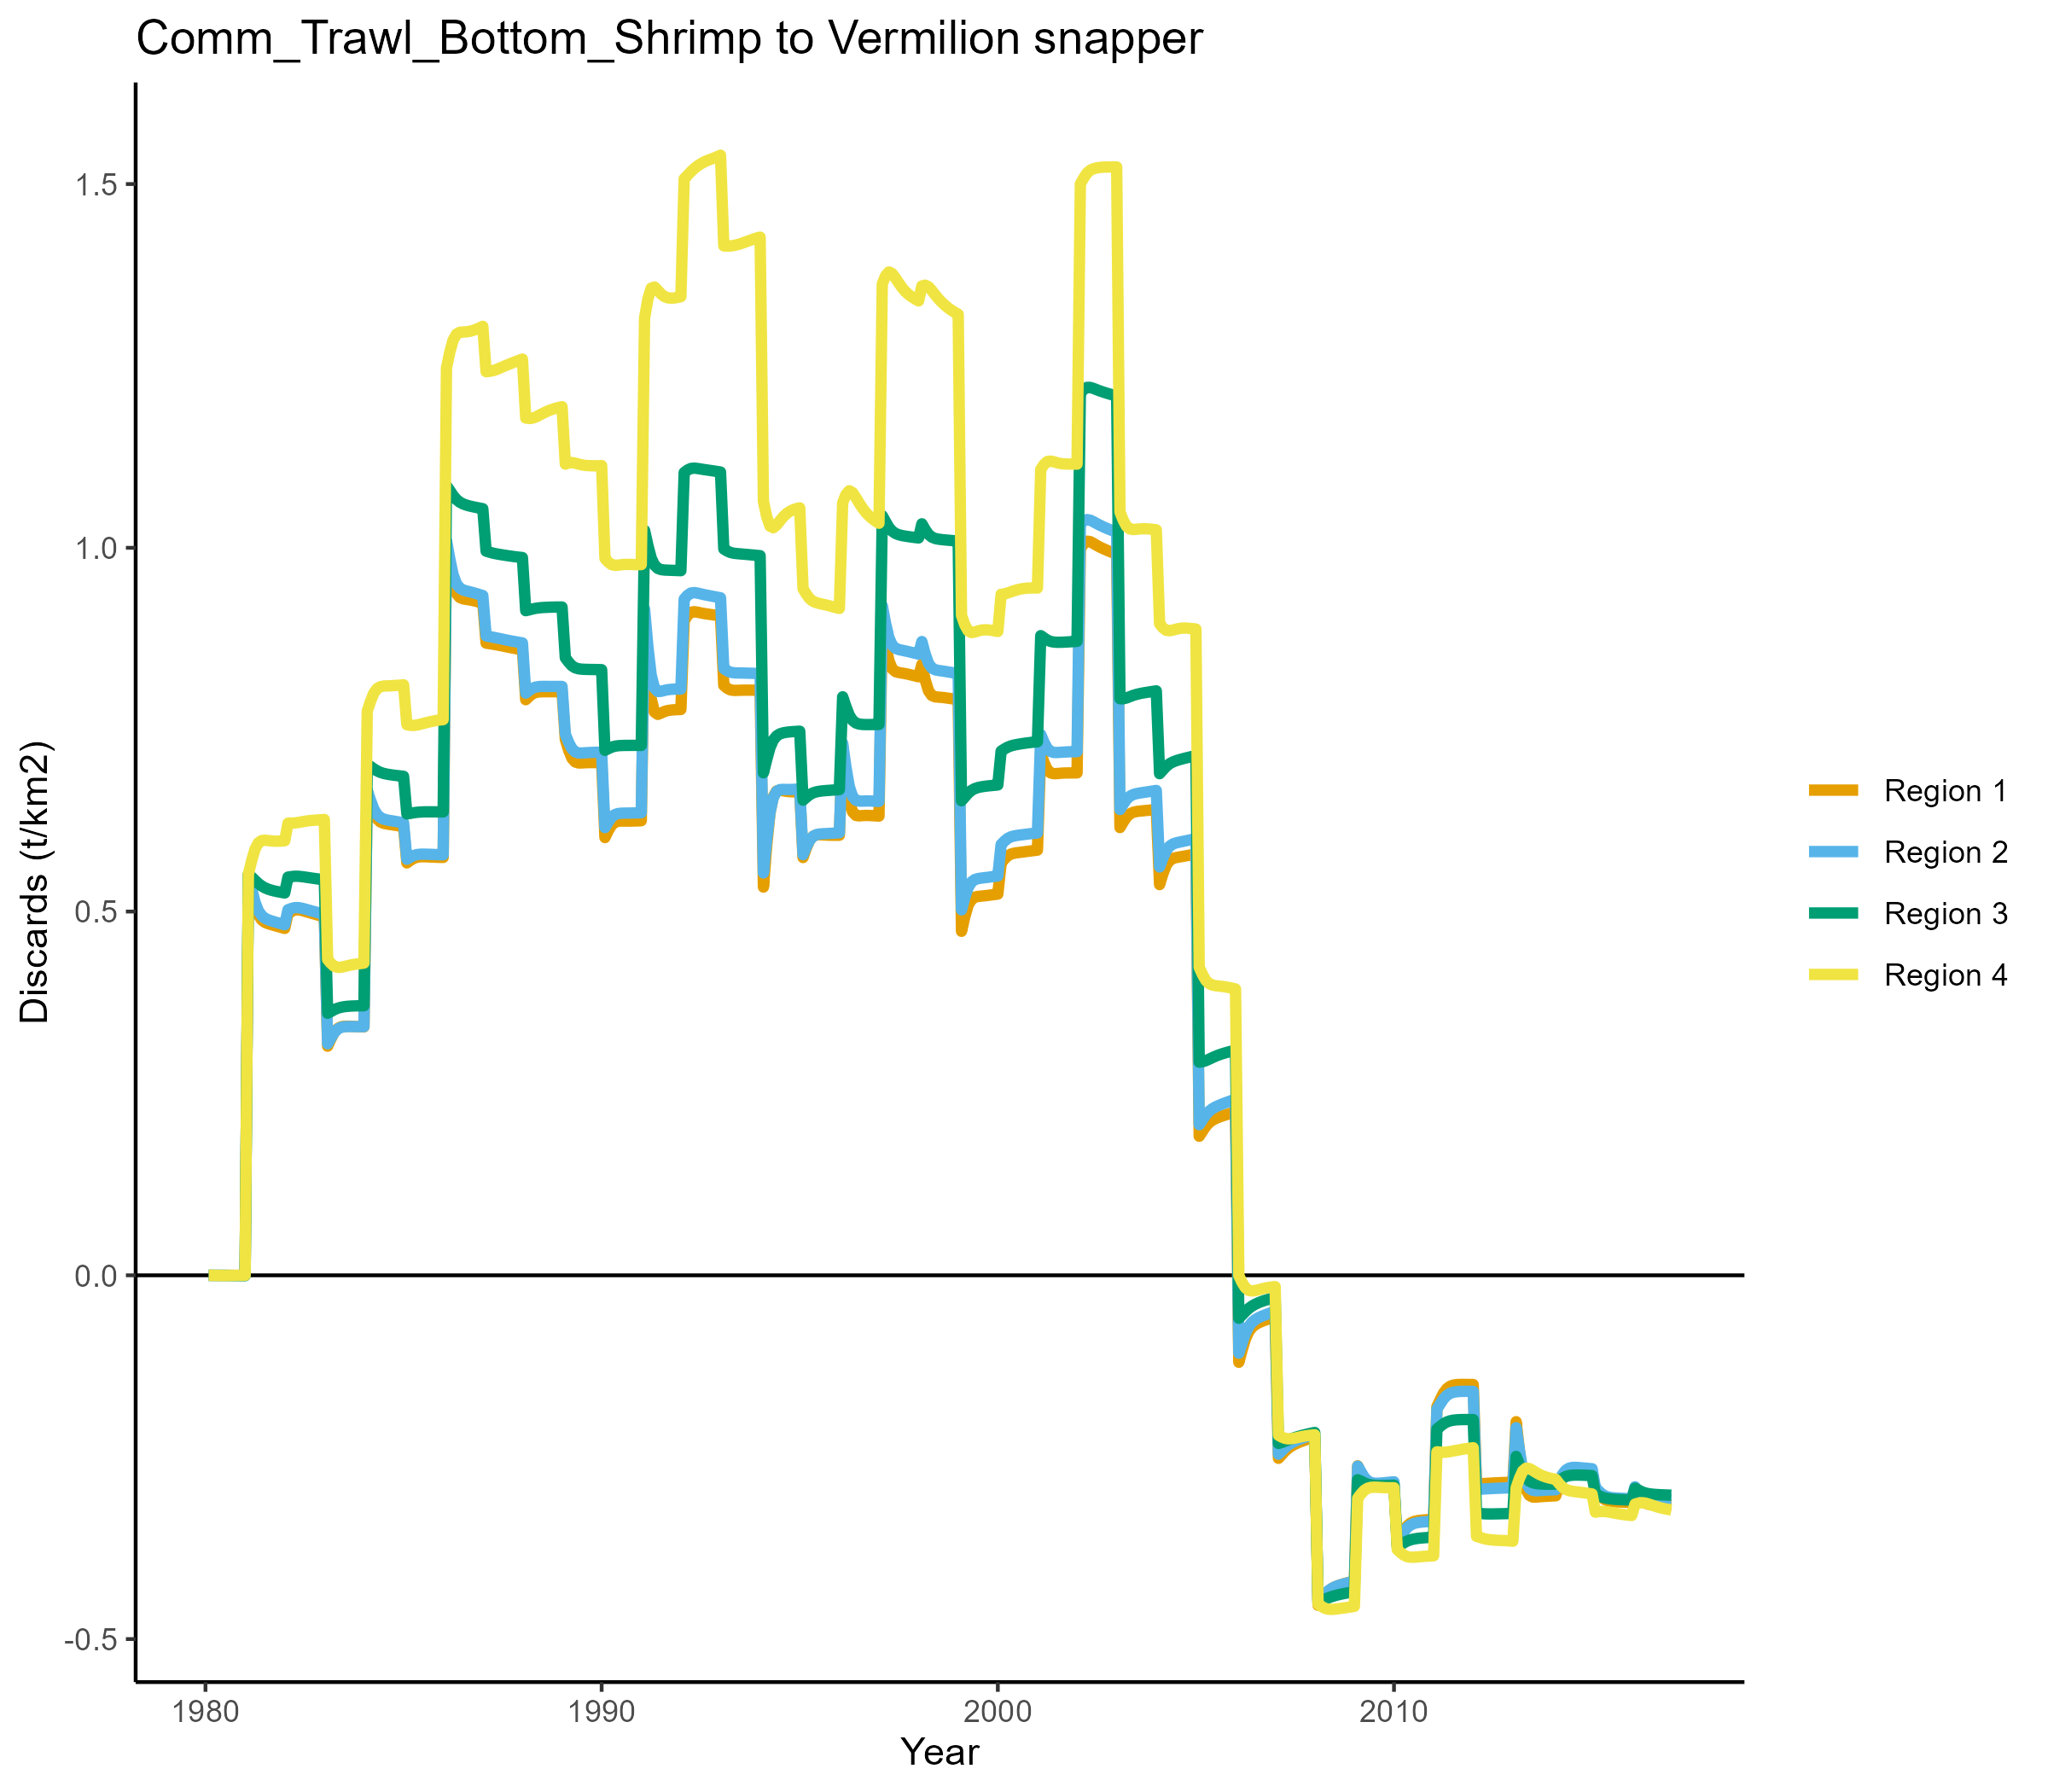 Comm_Trawl_Bottom_Shrimp to Vermilion snapper
Discards (t/km2)
1.5
1.0
0.5
0.0
-0.5
1980
1990
2000
2010
Year
Region 1
Region 2
Region 3
Region 4